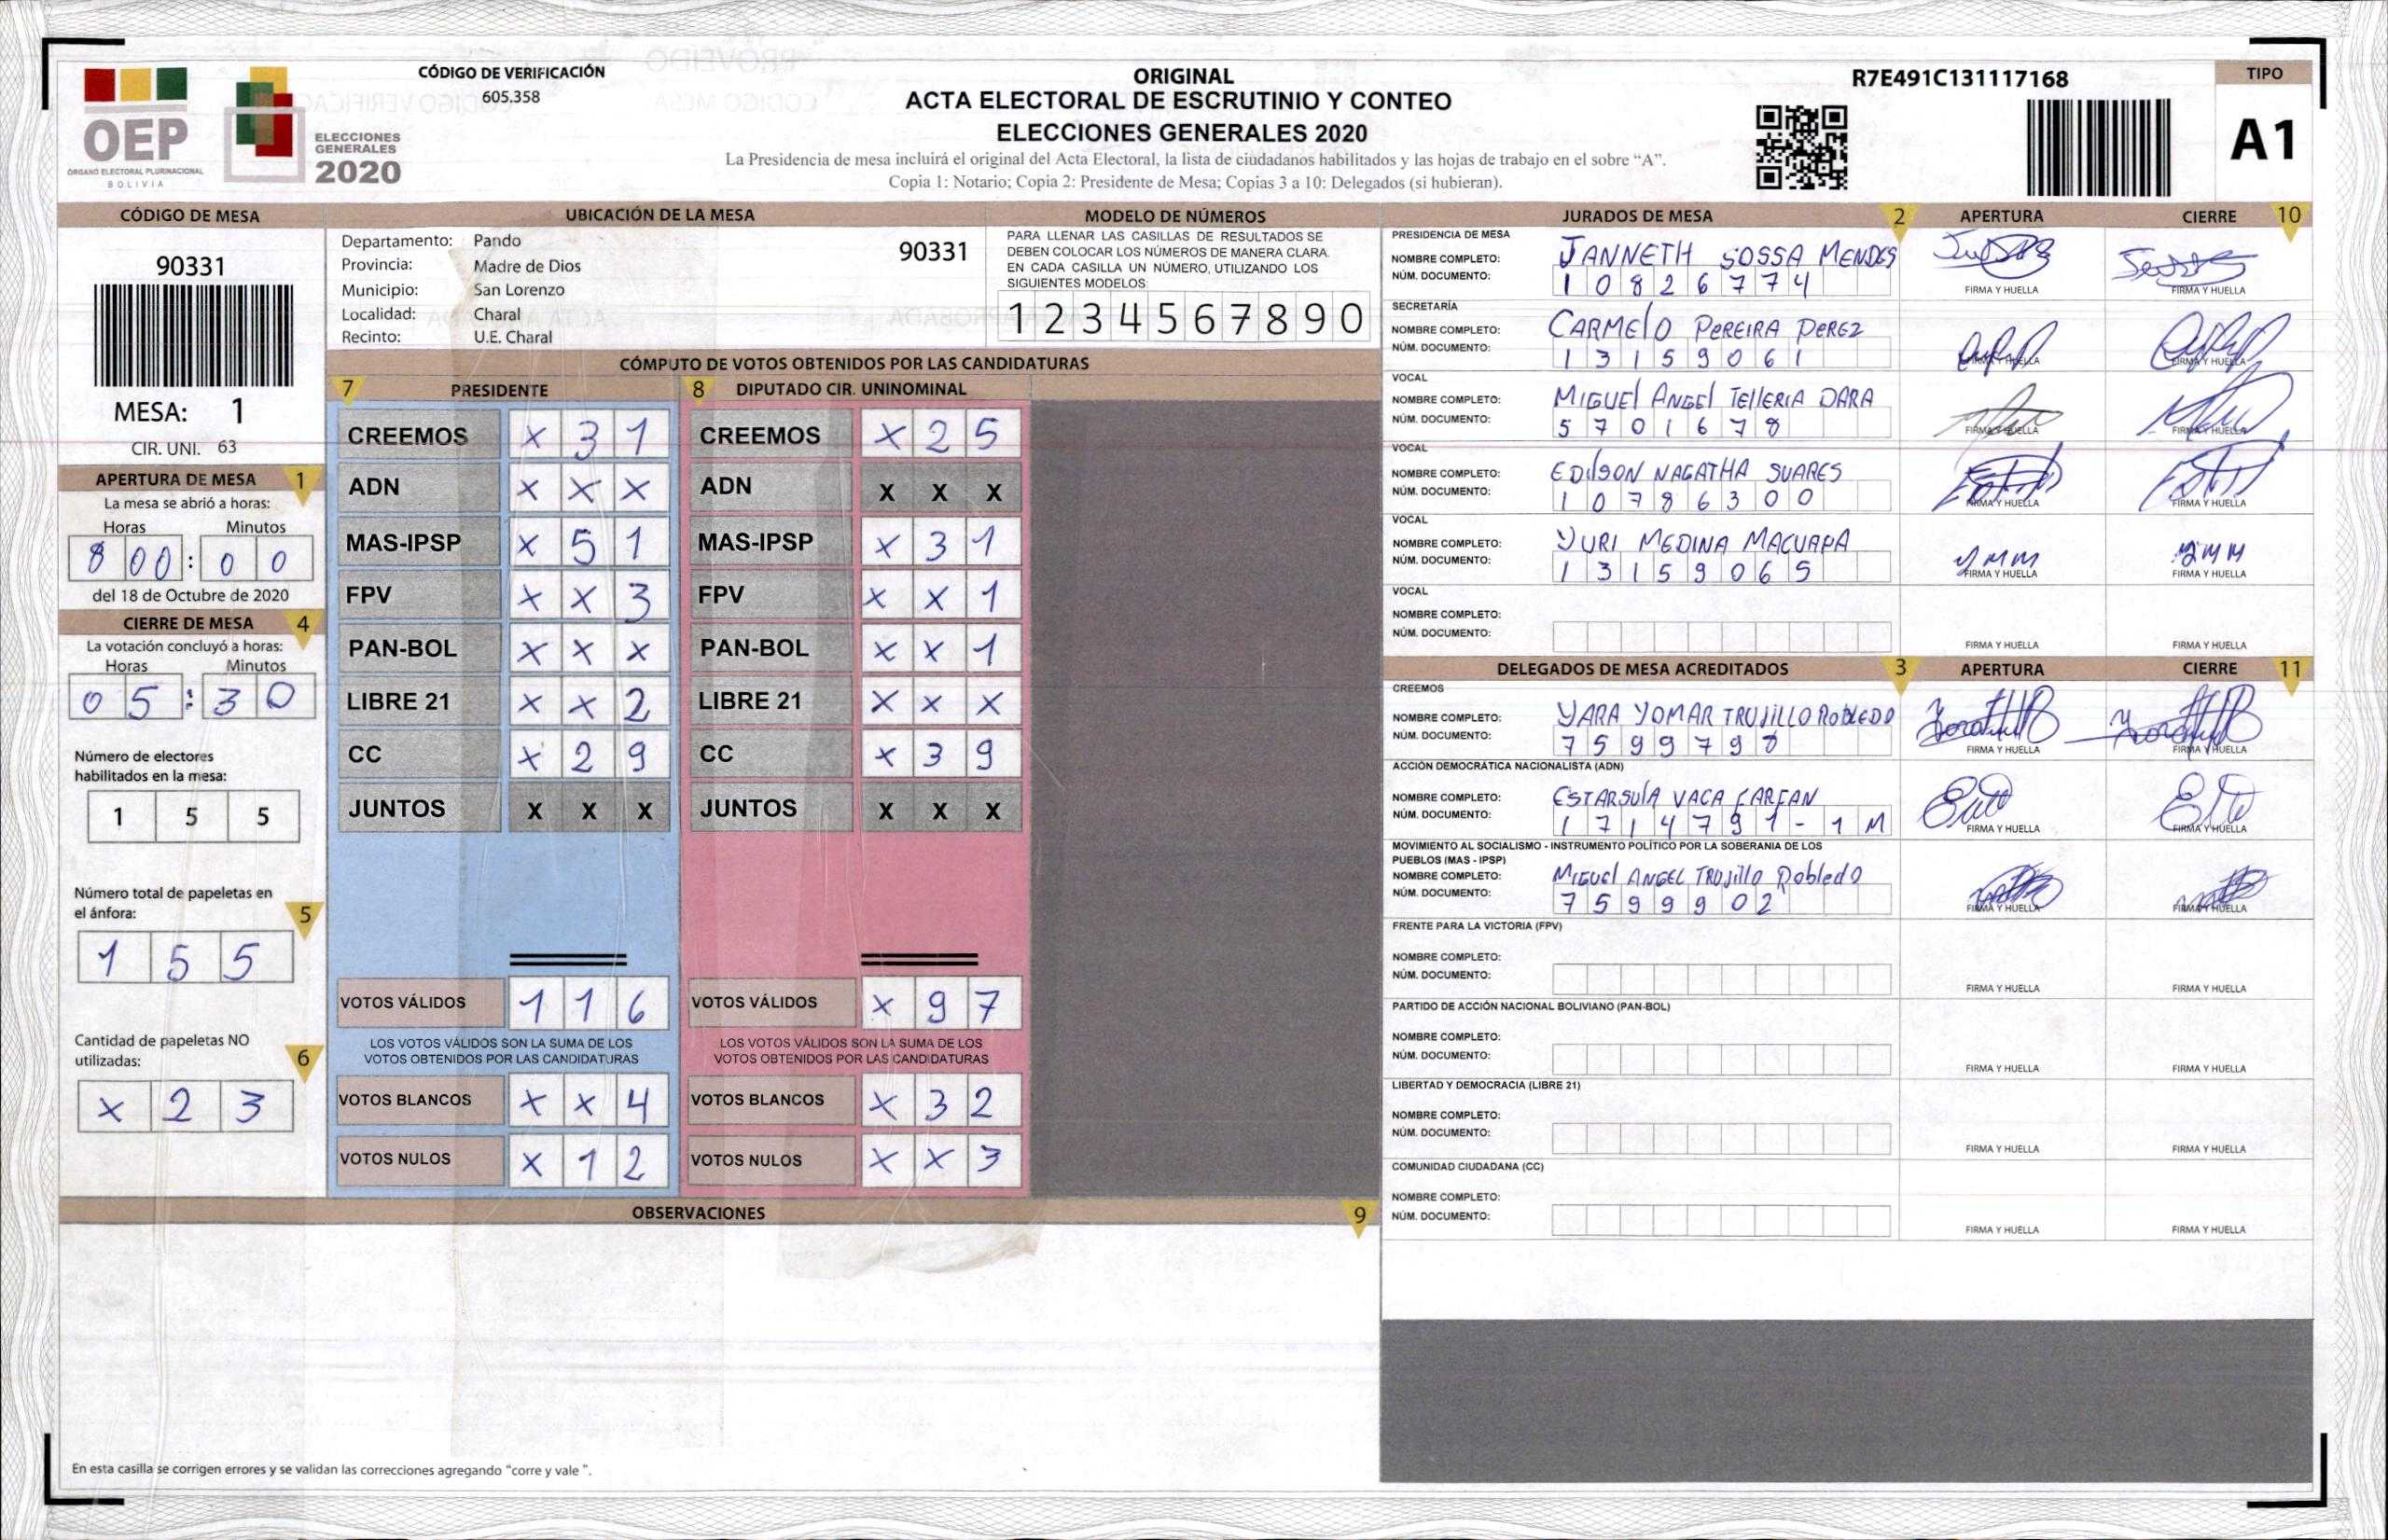 CÓDIGO DE VERIFICACIÓN
605.358
OEP
ÓRGANO ELECTORAL PLURINACIONAL
BOLIVIA
ELECCIONES
GENERALES
2020
ORIGINAL
ACTA ELECTORAL DE ESCRUTINIO Y CONTEO
ELECCIONES GENERALES 2020
La Presidencia de mesa incluirá el original del Acta Electoral, la lista de ciudadanos habilitados y las hojas de trabajo en el sobre “A”.
Copia 1: Notario; Copia 2: Presidente de Mesa; Copias 3 a 10: Delegados (si hubieran).
R7E491C131117168
TIPO
A1
CÓDIGO DE MESA
90331
MESA: 1
CIR. UNI. 63
APERTURA DE MESA 1
La mesa se abrió a horas:
Horas Minutos
8 00 : 0 0
del 18 de Octubre de 2020
CIERRE DE MESA 4
La votación concluyó a horas:
Horas Minutos
0 5 : 3 0
Número de electores
habilitados en la mesa:
1 5 5
Número total de papeletas en
el ánfora: 5
1 5 5
Cantidad de papeletas NO
utilizadas: 6
X 2 3
UBICACIÓN DE LA MESA
Departamento: Pando 90331
Provincia: Madre de Dios
Municipio: San Lorenzo
Localidad: Charal
Recinto: U.E. Charal
MODELO DE NÚMEROS
PARA LLENAR LAS CASILLAS DE RESULTADOS SE
DEBEN COLOCAR LOS NÚMEROS DE MANERA CLARA.
EN CADA CASILLA UN NÚMERO, UTILIZANDO LOS
SIGUIENTES MODELOS:
1 2 3 4 5 6 7 8 9 0
CÓMPUTO DE VOTOS OBTENIDOS POR LAS CANDIDATURAS
7 PRESIDENTE
CREEMOS X 3 1
ADN X X X
MAS-IPSP X 5 1
FPV X X 3
PAN-BOL X X X
LIBRE 21 X X 2
CC X 2 9
JUNTOS X X X
VOTOS VÁLIDOS 1 1 6
LOS VOTOS VÁLIDOS SON LA SUMA DE LOS
VOTOS OBTENIDOS POR LAS CANDIDATURAS
VOTOS BLANCOS X X 4
VOTOS NULOS X 1 2
8 DIPUTADO CIR. UNINOMINAL
CREEMOS X 2 5
ADN X X X
MAS-IPSP X 3 1
FPV X X 1
PAN-BOL X X 1
LIBRE 21 X X X
CC X 3 9
JUNTOS X X X
VOTOS VÁLIDOS X 9 7
LOS VOTOS VÁLIDOS SON LA SUMA DE LOS
VOTOS OBTENIDOS POR LAS CANDIDATURAS
VOTOS BLANCOS X 3 2
VOTOS NULOS X X 3
OBSERVACIONES 9
En esta casilla se corrigen errores y se validan las correcciones agregando “corre y vale ”.
JURADOS DE MESA 2 APERTURA CIERRE 10
PRESIDENCIA DE MESA
NOMBRE COMPLETO: JANNETH SOSSA MENDES
NÚM. DOCUMENTO: 1 0 8 2 6 7 7 4
FIRMA Y HUELLA FIRMA Y HUELLA
SECRETARÍA
NOMBRE COMPLETO: CARMELO PEREIRA PEREZ
NÚM. DOCUMENTO: 1 3 1 5 9 0 6 1
FIRMA Y HUELLA FIRMA Y HUELLA
VOCAL
NOMBRE COMPLETO: MIGUEL ANGEL TELLERIA DARA
NÚM. DOCUMENTO: 5 7 0 1 6 7 8
FIRMA Y HUELLA FIRMA Y HUELLA
VOCAL
NOMBRE COMPLETO: EDILSON NAGATHA SUARES
NÚM. DOCUMENTO: 1 0 7 8 6 3 0 0
FIRMA Y HUELLA FIRMA Y HUELLA
VOCAL
NOMBRE COMPLETO: YURI MEDINA MACUAPA
NÚM. DOCUMENTO: 1 3 1 5 9 0 6 5
YMM YMM
FIRMA Y HUELLA FIRMA Y HUELLA
VOCAL
NOMBRE COMPLETO:
NÚM. DOCUMENTO:
FIRMA Y HUELLA FIRMA Y HUELLA
DELEGADOS DE MESA ACREDITADOS 3 APERTURA CIERRE 11
CREEMOS
NOMBRE COMPLETO: YARA YOMAR TRUJILLO ROBLEDO
NÚM. DOCUMENTO: 7 5 9 9 7 9 8
FIRMA Y HUELLA FIRMA Y HUELLA
ACCIÓN DEMOCRÁTICA NACIONALISTA (ADN)
NOMBRE COMPLETO: ESTARSULA VACA FARFAN
NÚM. DOCUMENTO: 1 7 1 4 7 9 1 - 1 M
FIRMA Y HUELLA FIRMA Y HUELLA
MOVIMIENTO AL SOCIALISMO - INSTRUMENTO POLÍTICO POR LA SOBERANIA DE LOS
PUEBLOS (MAS - IPSP)
NOMBRE COMPLETO: MIGUEL ANGEL TRUJILLO ROBLEDO
NÚM. DOCUMENTO: 7 5 9 9 9 0 2
FIRMA Y HUELLA FIRMA Y HUELLA
FRENTE PARA LA VICTORIA (FPV)
NOMBRE COMPLETO:
NÚM. DOCUMENTO:
FIRMA Y HUELLA FIRMA Y HUELLA
PARTIDO DE ACCIÓN NACIONAL BOLIVIANO (PAN-BOL)
NOMBRE COMPLETO:
NÚM. DOCUMENTO:
FIRMA Y HUELLA FIRMA Y HUELLA
LIBERTAD Y DEMOCRACIA (LIBRE 21)
NOMBRE COMPLETO:
NÚM. DOCUMENTO:
FIRMA Y HUELLA FIRMA Y HUELLA
COMUNIDAD CIUDADANA (CC)
NOMBRE COMPLETO:
NÚM. DOCUMENTO:
FIRMA Y HUELLA FIRMA Y HUELLA